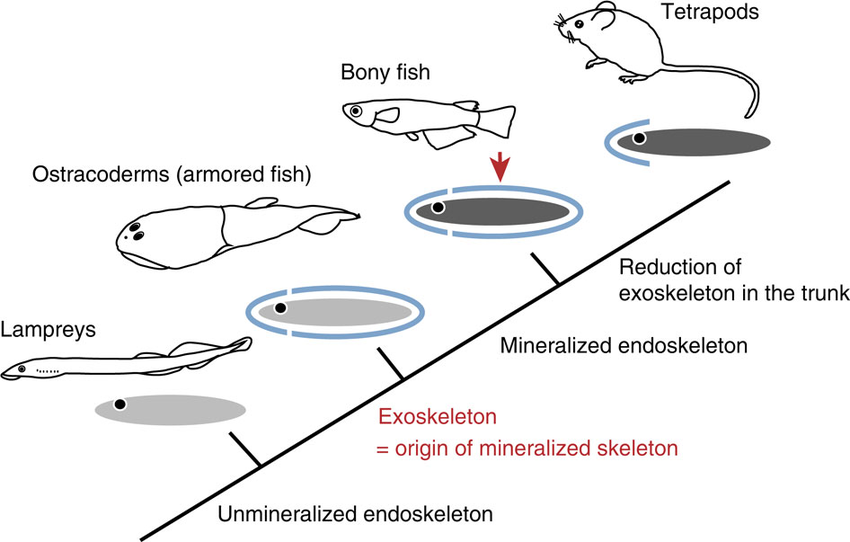 Tetrapods
Bony fish
Ostracoderms (armored fish)
Lampreys
Reduction of
exoskeleton in the trunk
Mineralized endoskeleton
Exoskeleton
= origin of mineralized skeleton
Unmineralized endoskeleton